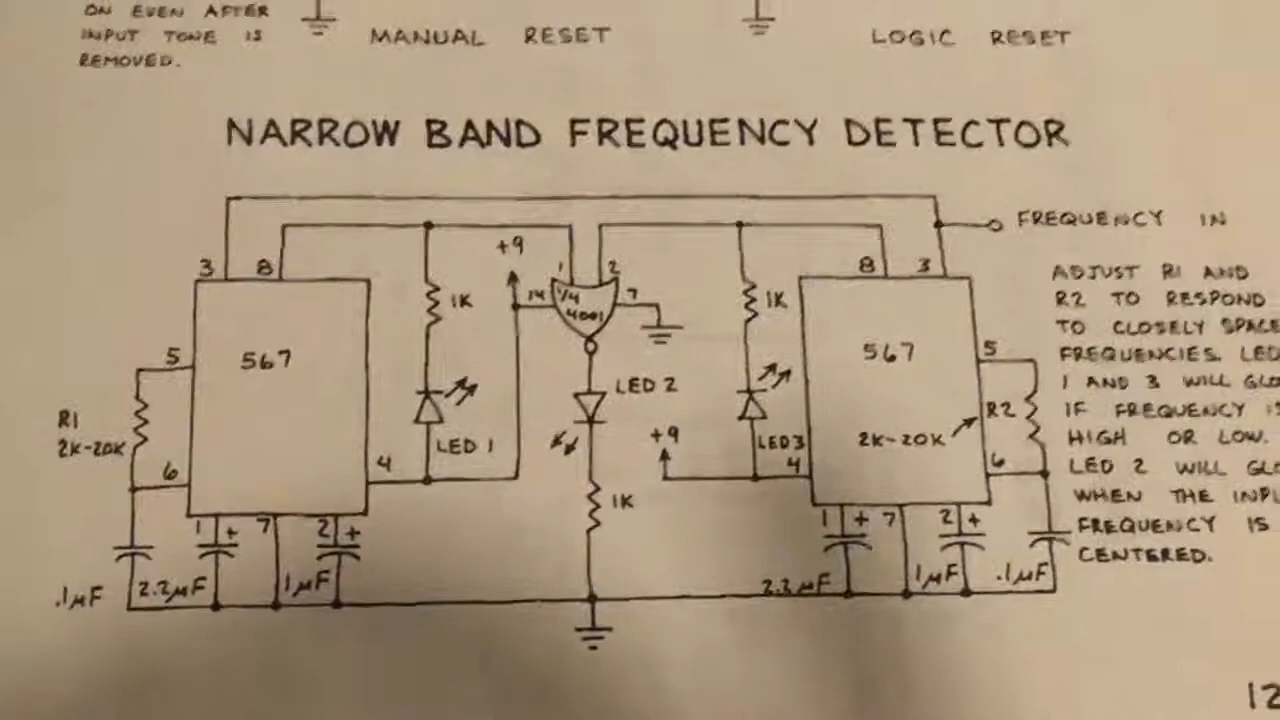 ON EVEN AFTER
INPUT TONE IS
REMOVED.
MANUAL RESET
LOGIC RESET
NARROW BAND FREQUENCY DETECTOR
FREQUENCY IN
ADJUST R1 AND
R2 TO RESPOND
TO CLOSELY SPACE
FREQUENCIES. LED
1 AND 3 WILL GLO
IF FREQUENCY IS
HIGH OR LOW.
LED 2 WILL GLO
WHEN THE INPU
FREQUENCY IS
CENTERED.
3
8
+9
1
2
8
3
1K
14
1/4
4001
7
1K
567
567
5
5
R1
2K-20K
LED 1
LED 2
+9
LED 3
2K-20K
R2
6
4
4
6
1K
1
+
7
2
+
1
+
7
2
+
.1µF
2.2µF
1µF
2.2µF
1µF
.1µF
12